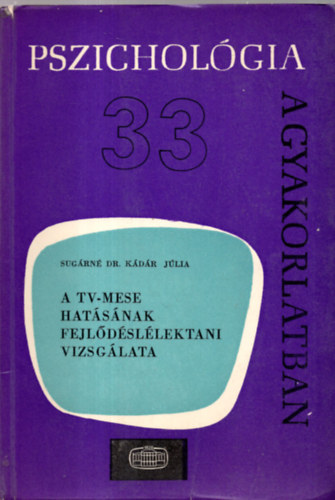 PSZICHOLÓGIA
33
A GYAKORLATBAN
SUGÁRNÉ DR. KÁDÁR JÚLIA
A TV-MESE
HATÁSÁNAK
FEJLŐDÉSLÉLEKTANI
VIZSGÁLATA